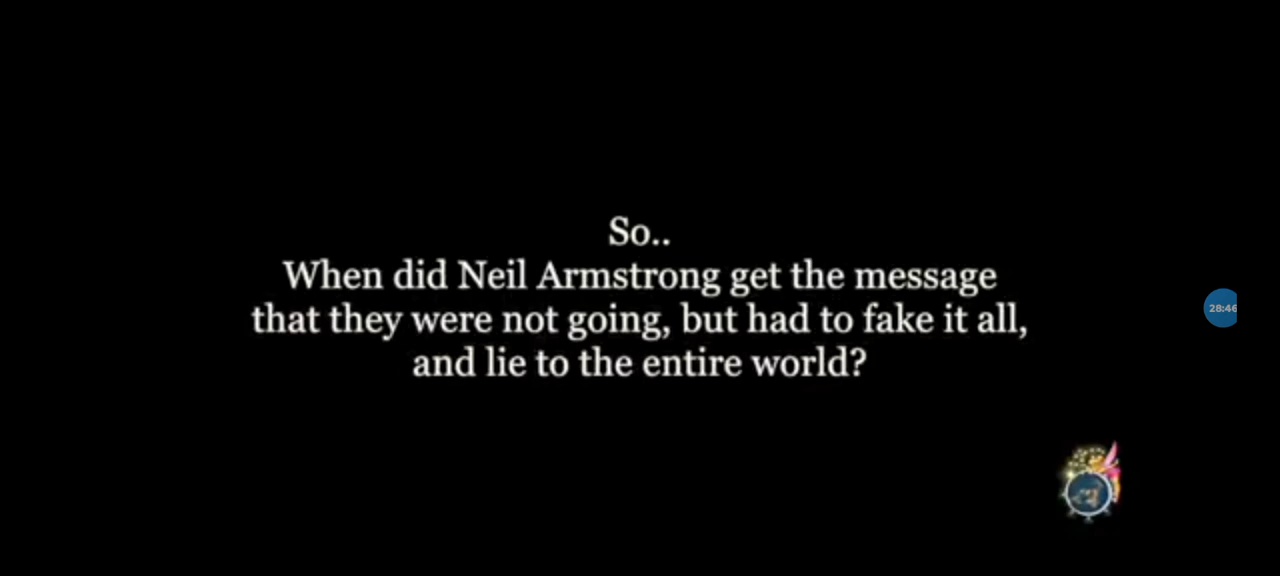 So..
When did Neil Armstrong get the message
that they were not going, but had to fake it all,
and lie to the entire world?
28:46